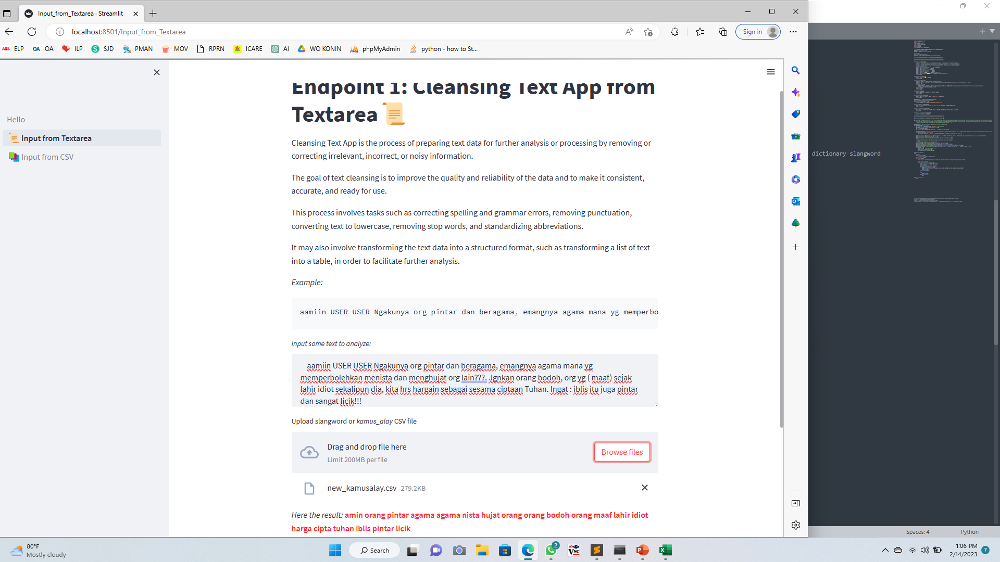 Input_from_Textarea · Streamlit
localhost:8501/Input_from_Textarea
Sign in
ELP OA ILP SJD PMAN MOV RPRN ICARE AI WO KONIN phpMyAdmin python - how to St...
Hello
Input from Textarea
Input from CSV
Endpoint 1: Cleansing Text App from
Textarea
Cleansing Text App is the process of preparing text data for further analysis or processing by removing or
correcting irrelevant, incorrect, or noisy information.
The goal of text cleansing is to improve the quality and reliability of the data and to make it consistent,
accurate, and ready for use.
This process involves tasks such as correcting spelling and grammar errors, removing punctuation,
converting text to lowercase, removing stop words, and standardizing abbreviations.
It may also involve transforming the text data into a structured format, such as transforming a list of text
into a table, in order to facilitate further analysis.
Example:
aamiin USER USER Ngakunya org pintar dan beragama, emangnya agama mana yg memperbo
Input some text to analyze:
aamiin USER USER Ngakunya org pintar dan beragama, emangnya agama mana yg
memperbolehkan menista dan menghujat org lain???. Jgnkan orang bodoh, org yg ( maaf) sejak
lahir idiot sekalipun dia, kita hrs hargain sebagai sesama ciptaan Tuhan. Ingat : iblis itu juga pintar
dan sangat licik!!!
Upload slangword or kamus_alay CSV file
Drag and drop file here
Limit 200MB per file
Browse files
new_kamusalay.csv 279.2KB
Here the result: amin orang pintar agama agama nista hujat orang orang bodoh orang maaf lahir idiot
harga cipta tuhan iblis pintar licik
dictionary slangword
Spaces: 4 Python
80°F
Mostly cloudy
Search
2
1:06 PM
2/14/2023
7